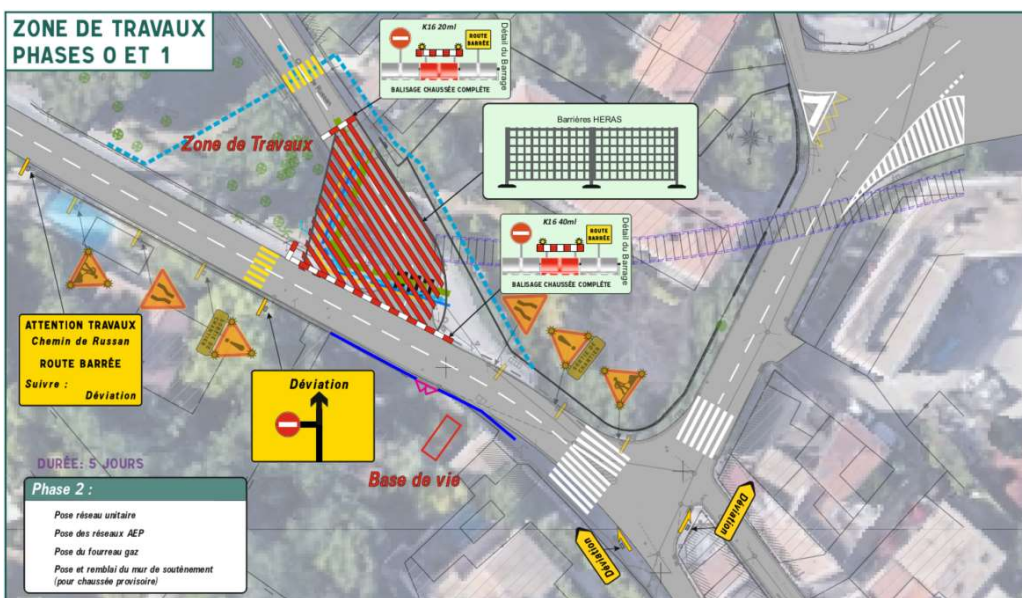 ZONE DE TRAVAUX
PHASES 0 ET 1
K16 20ml
ROUTE
BARRÉE
Détail du Barrage
BALISAGE CHAUSSÉE COMPLÈTE
Barrières HERAS
Zone de Travaux
K16 40ml
ROUTE
BARRÉE
Détail du Barrage
BALISAGE CHAUSSÉE COMPLÈTE
ATTENTION TRAVAUX
Chemin de Russan
ROUTE BARRÉE
Suivre :
Déviation
Déviation
Base de vie
Déviation
Déviation
DURÉE: 5 JOURS
Phase 2 :
Pose réseau unitaire
Pose des réseaux AEP
Pose du fourreau gaz
Pose et remblai du mur de soutènement
(pour chaussée provisoire)